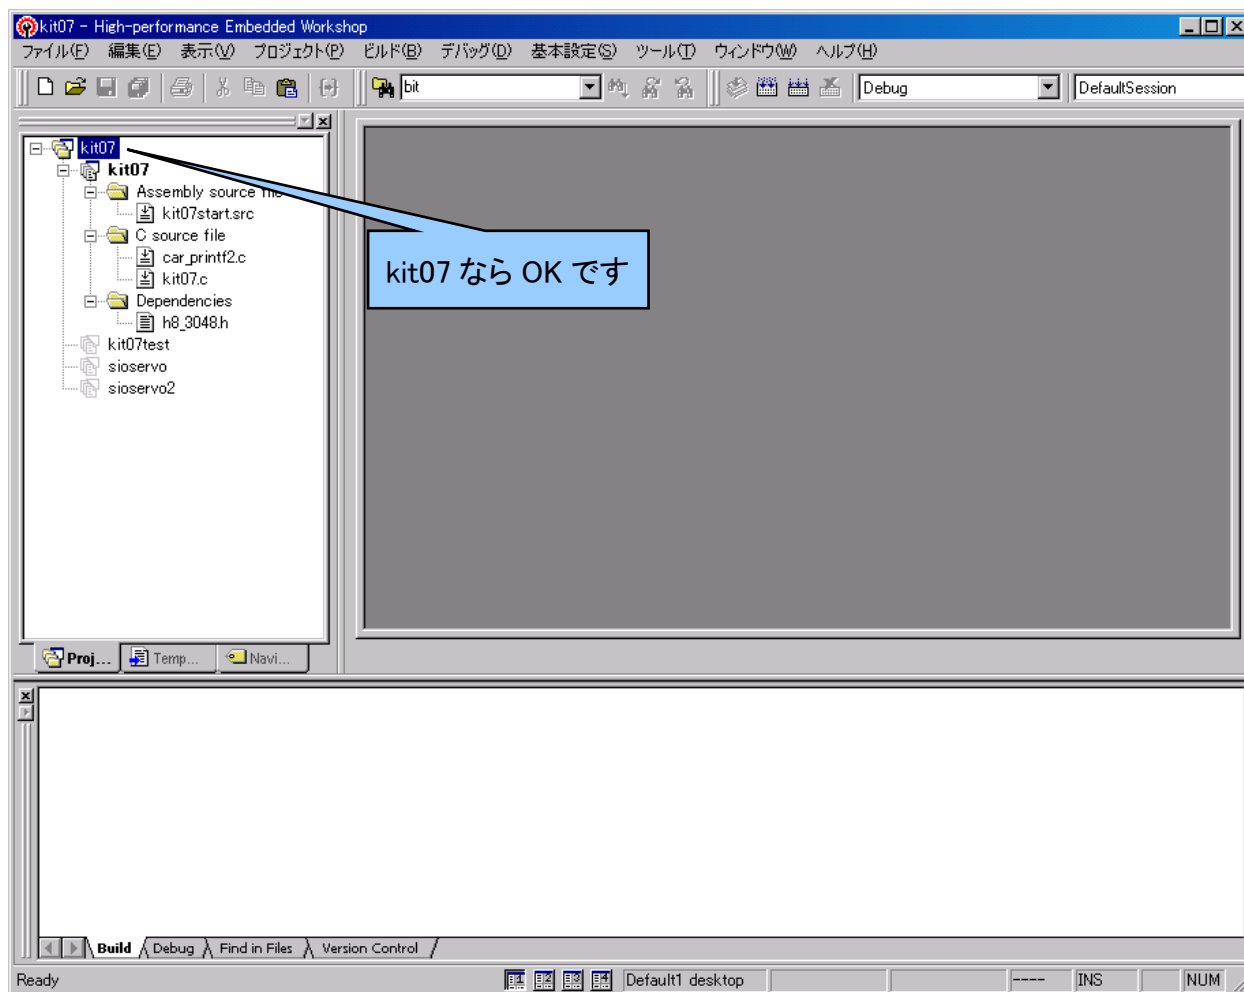 kit07 - High-performance Embedded Workshop
ファイル(F) 編集(E) 表示(V) プロジェクト(P) ビルド(B) デバッグ(D) 基本設定(S) ツール(T) ウィンドウ(W) ヘルプ(H)
bit Debug DefaultSession
kit07
kit07
Assembly source file
kit07start.src
C source file
car_printf2.c
kit07.c
Dependencies
h8_3048.h
kit07test
sioservo
sioservo2
kit07 なら OK です
Proj... Temp... Navi...
Build Debug Find in Files Version Control
Ready 1 2 3 4 Default1 desktop ---- INS NUM